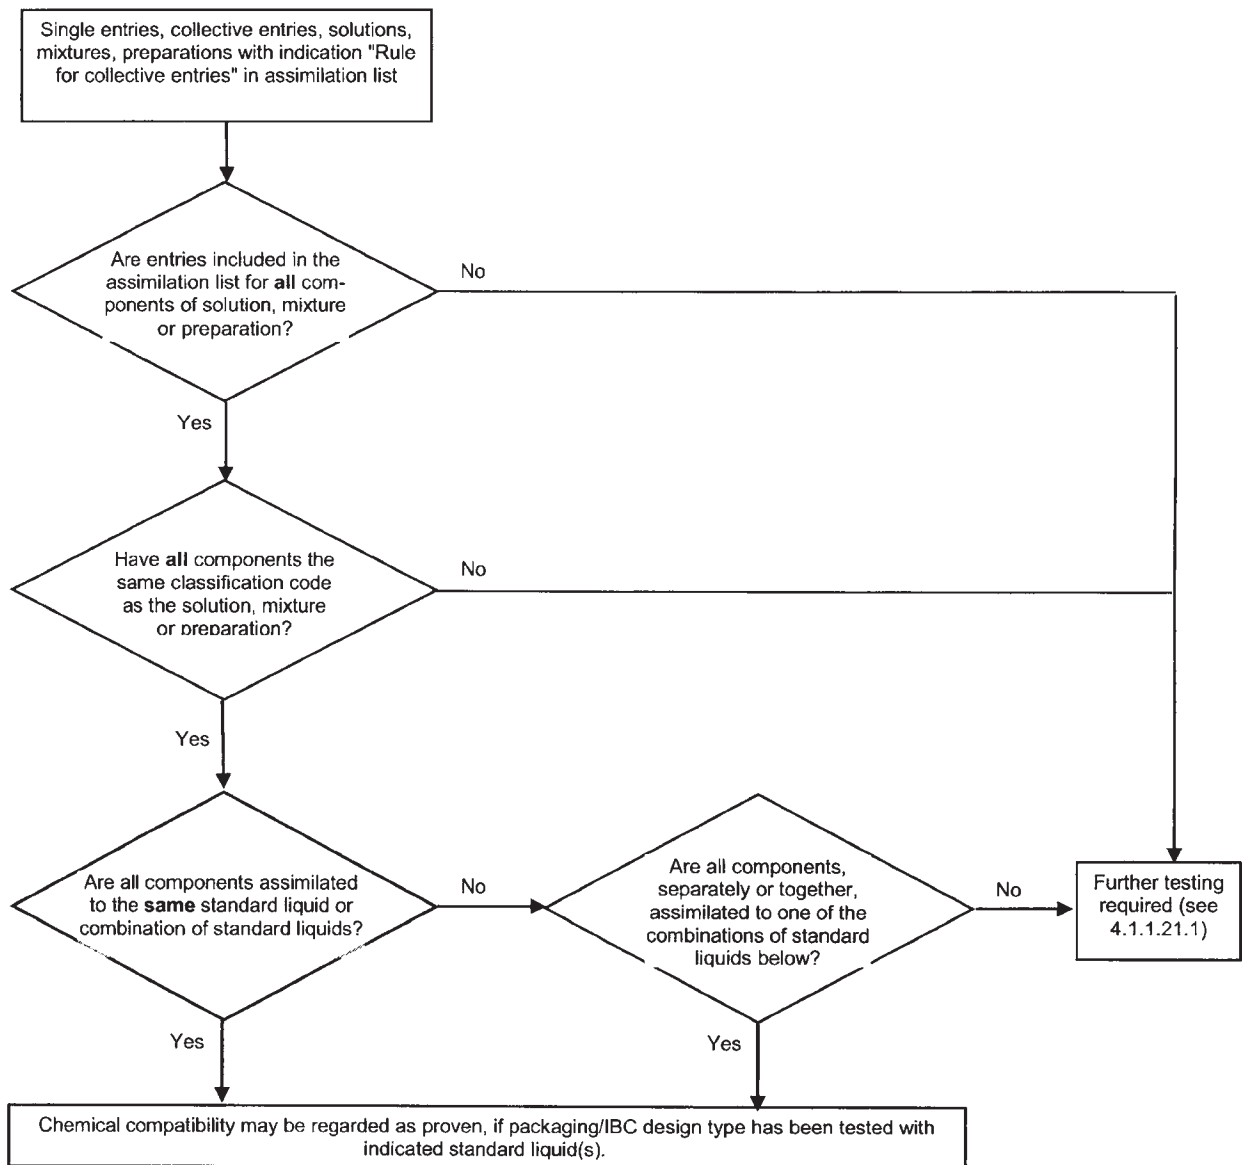 Single entries, collective entries, solutions,
mixtures, preparations with indication "Rule
for collective entries" in assimilation list
Are entries included in the
assimilation list for all com-
ponents of solution, mixture
or preparation?
No
Yes
Have all components the
same classification code
as the solution, mixture
or preparation?
No
Yes
Are all components assimilated
to the same standard liquid or
combination of standard liquids?
No
Are all components,
separately or together,
assimilated to one of the
combinations of standard
liquids below?
No
Further testing
required (see
4.1.1.21.1)
Yes
Yes
Chemical compatibility may be regarded as proven, if packaging/IBC design type has been tested with
indicated standard liquid(s).